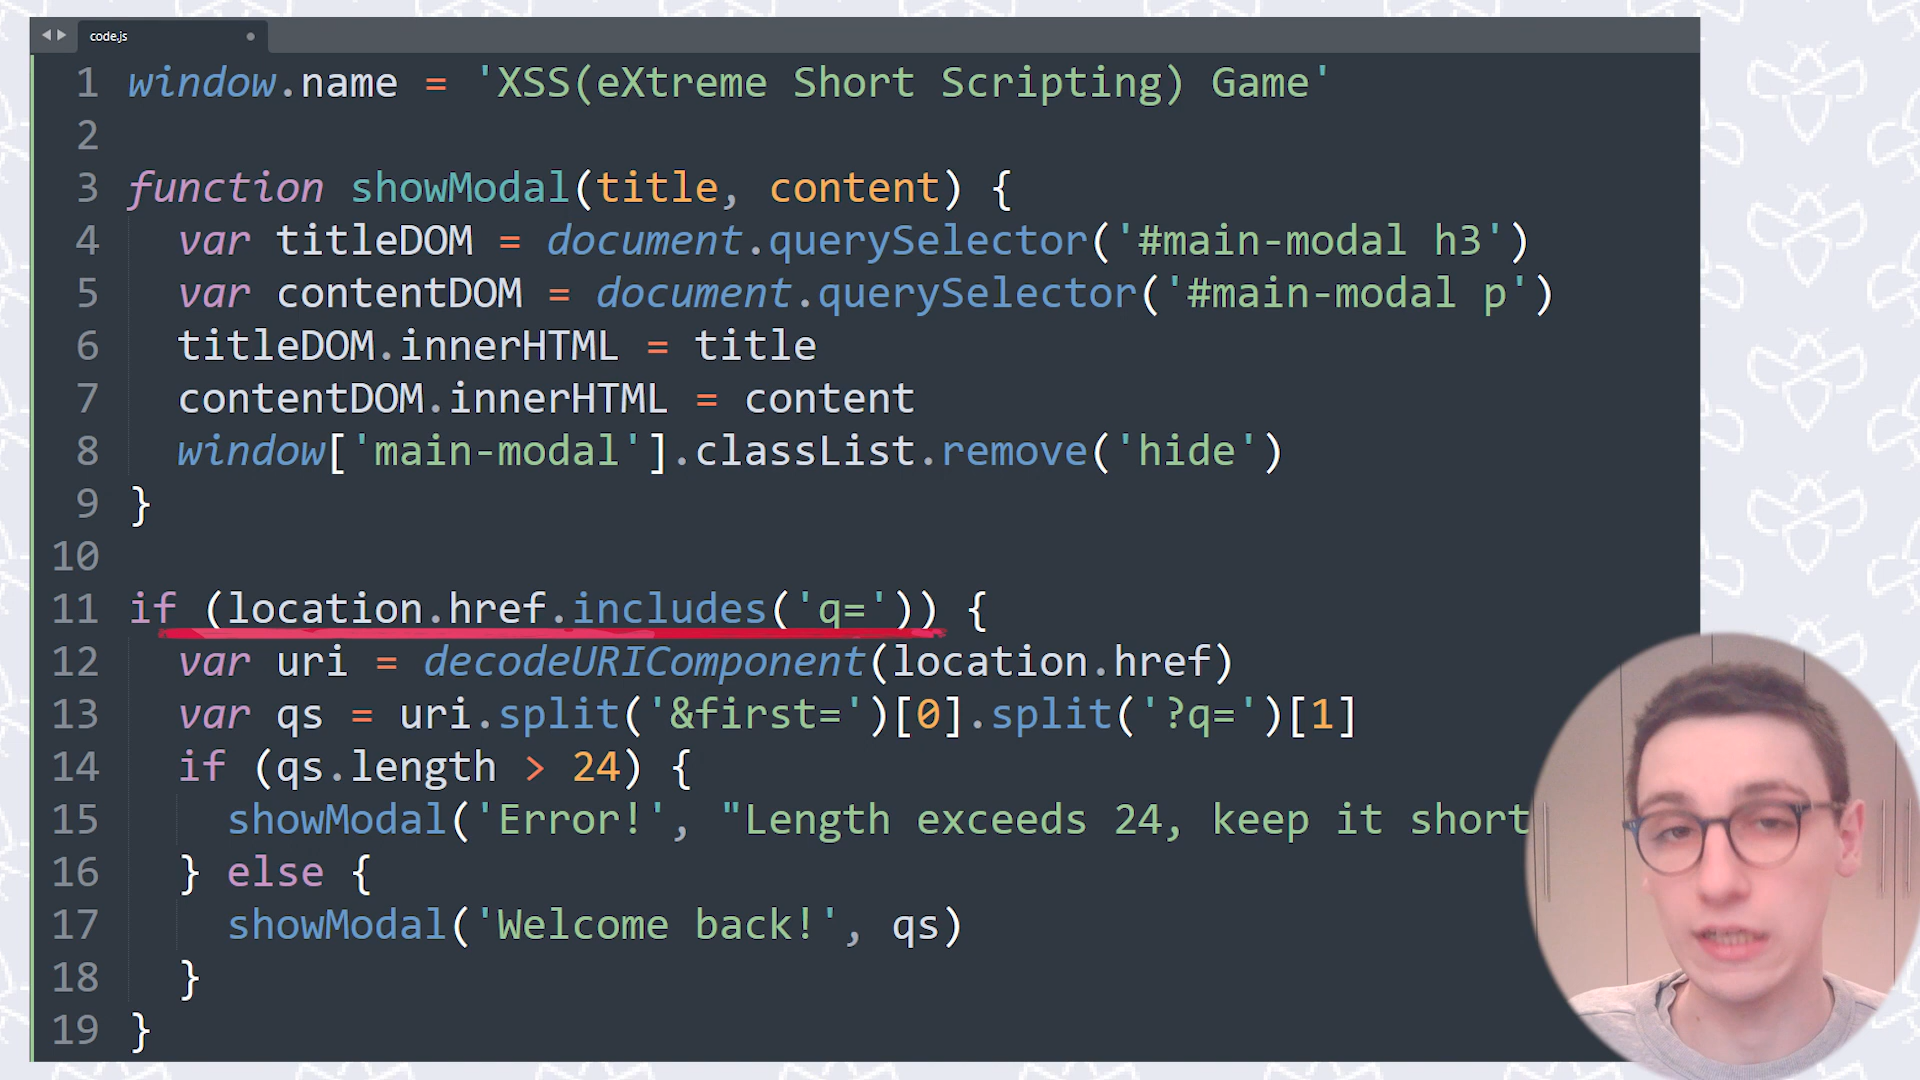 code.js
1 window.name = 'XSS(eXtreme Short Scripting) Game'
2
3 function showModal(title, content) {
4 var titleDOM = document.querySelector('#main-modal h3')
5 var contentDOM = document.querySelector('#main-modal p')
6 titleDOM.innerHTML = title
7 contentDOM.innerHTML = content
8 window['main-modal'].classList.remove('hide')
9 }
10
11 if (location.href.includes('q=')) {
12 var uri = decodeURIComponent(location.href)
13 var qs = uri.split('&first=')[0].split('?q=')[1]
14 if (qs.length > 24) {
15 showModal('Error!', "Length exceeds 24, keep it short
16 } else {
17 showModal('Welcome back!', qs)
18 }
19 }